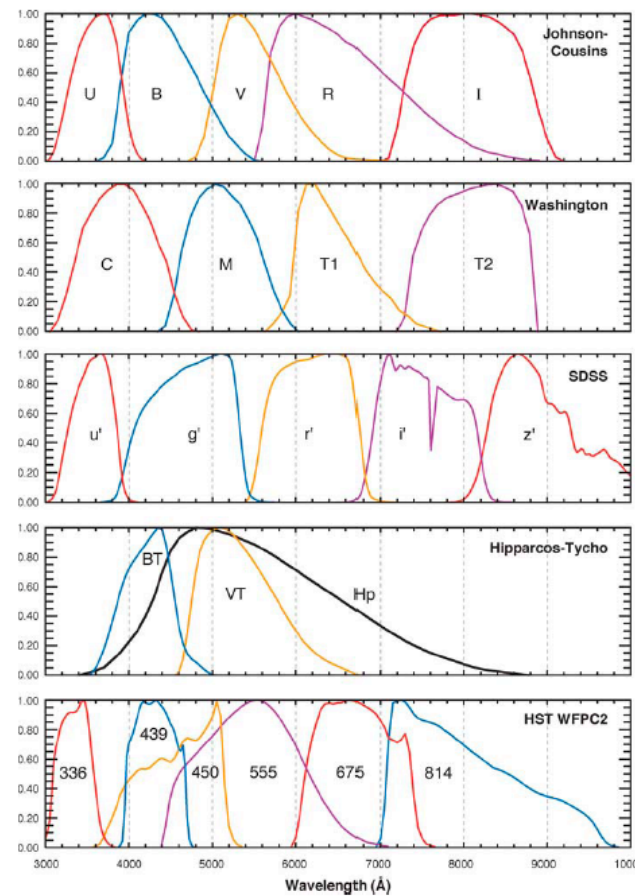 1.00
0.80
0.60
0.40
0.20
0.00
Johnson-
Cousins
U B V R I
1.00
0.80
0.60
0.40
0.20
0.00
Washington
C M T1 T2
1.00
0.80
0.60
0.40
0.20
0.00
SDSS
u' g' r' i' z'
1.00
0.80
0.60
0.40
0.20
0.00
Hipparcos-Tycho
BT VT Hp
1.00
0.80
0.60
0.40
0.20
0.00
HST WFPC2
336 439 450 555 675 814
3000 4000 5000 6000 7000 8000 9000 1000
Wavelength (Å)